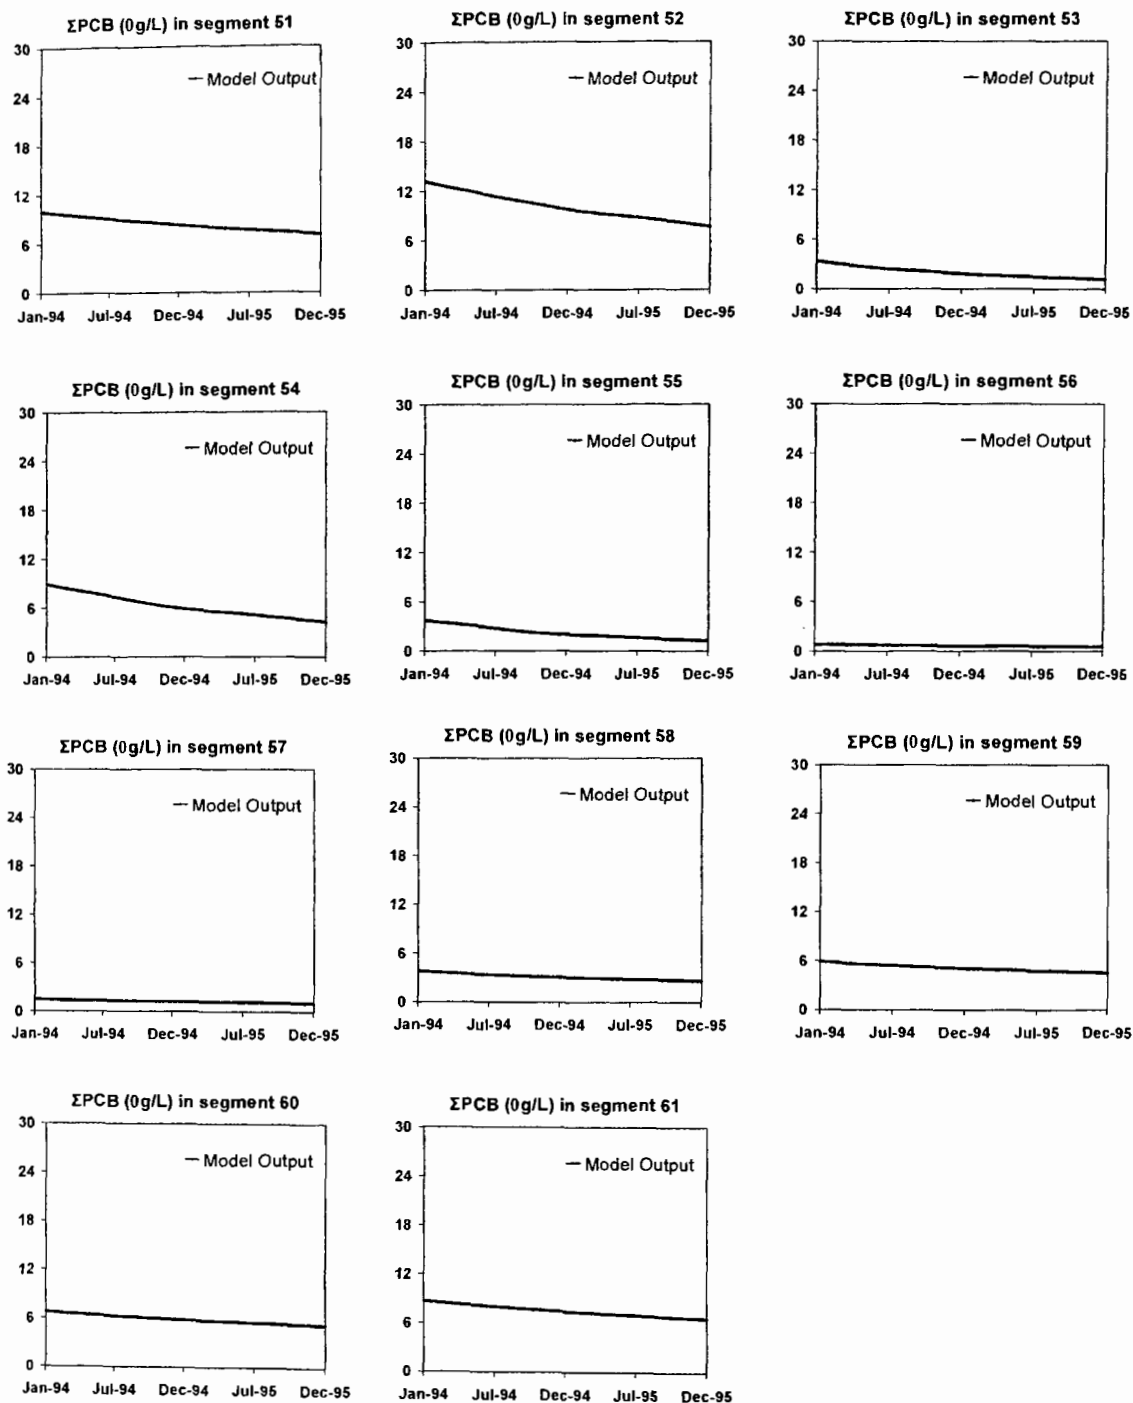 ΣPCB (0g/L) in segment 51
30
24
18
12
6
0
Model Output
Jan-94 Jul-94 Dec-94 Jul-95 Dec-95
ΣPCB (0g/L) in segment 52
30
24
18
12
6
0
Model Output
Jan-94 Jul-94 Dec-94 Jul-95 Dec-95
ΣPCB (0g/L) in segment 53
30
24
18
12
6
0
Model Output
Jan-94 Jul-94 Dec-94 Jul-95 Dec-95
ΣPCB (0g/L) in segment 54
30
24
18
12
6
0
Model Output
Jan-94 Jul-94 Dec-94 Jul-95 Dec-95
ΣPCB (0g/L) in segment 55
30
24
18
12
6
0
Model Output
Jan-94 Jul-94 Dec-94 Jul-95 Dec-95
ΣPCB (0g/L) in segment 56
30
24
18
12
6
0
Model Output
Jan-94 Jul-94 Dec-94 Jul-95 Dec-95
ΣPCB (0g/L) in segment 57
30
24
18
12
6
0
Model Output
Jan-94 Jul-94 Dec-94 Jul-95 Dec-95
ΣPCB (0g/L) in segment 58
30
24
18
12
6
0
Model Output
Jan-94 Jul-94 Dec-94 Jul-95 Dec-95
ΣPCB (0g/L) in segment 59
30
24
18
12
6
0
Model Output
Jan-94 Jul-94 Dec-94 Jul-95 Dec-95
ΣPCB (0g/L) in segment 60
30
24
18
12
6
0
Model Output
Jan-94 Jul-94 Dec-94 Jul-95 Dec-95
ΣPCB (0g/L) in segment 61
30
24
18
12
6
0
Model Output
Jan-94 Jul-94 Dec-94 Jul-95 Dec-95